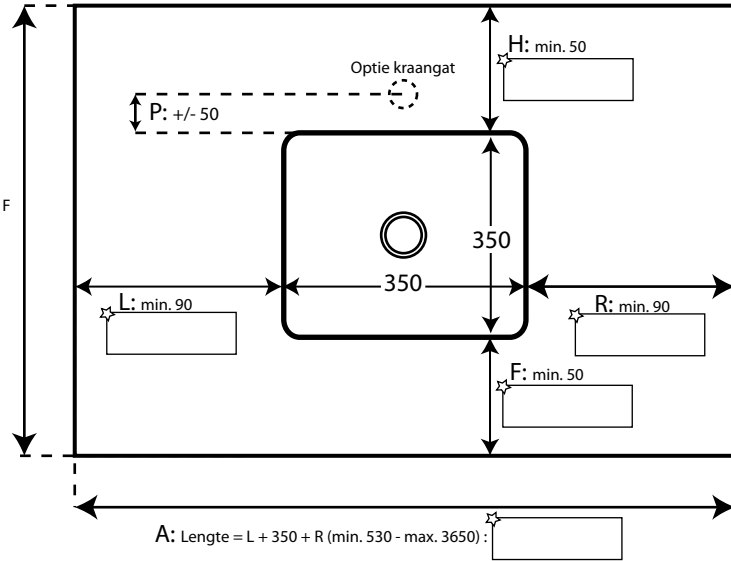 H: min. 50
Optie kraangat
P: +/- 50
F
350
350
L: min. 90
R: min. 90
F: min. 50
A: Lengte = L + 350 + R (min. 530 - max. 3650) :